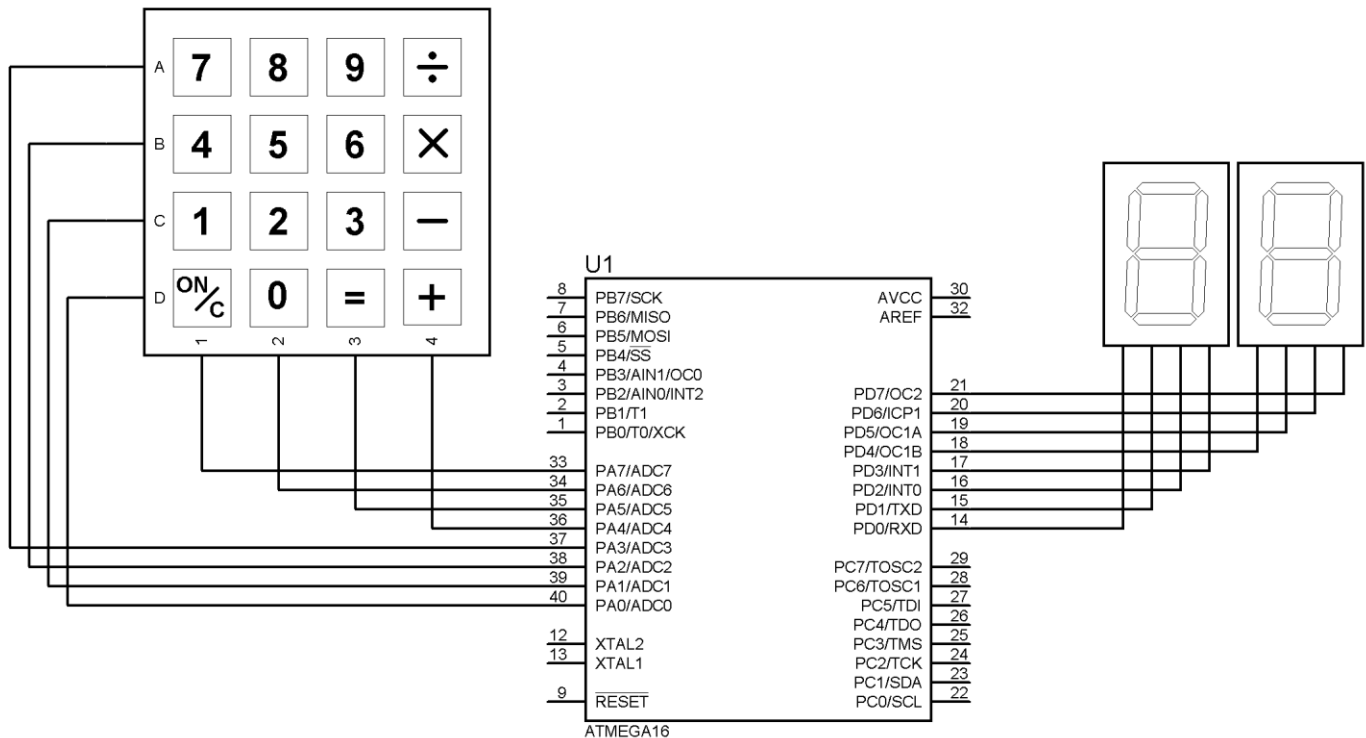 A 7 8 9 ÷
B 4 5 6 ×
C 1 2 3 −
D ON/C 0 = +
1 2 3 4
U1
8 PB7/SCK
7 PB6/MISO
6 PB5/MOSI
5 PB4/SS
4 PB3/AIN1/OC0
3 PB2/AIN0/INT2
2 PB1/T1
1 PB0/T0/XCK
33 PA7/ADC7
34 PA6/ADC6
35 PA5/ADC5
36 PA4/ADC4
37 PA3/ADC3
38 PA2/ADC2
39 PA1/ADC1
40 PA0/ADC0
12 XTAL2
13 XTAL1
9 RESET
AVCC 30
AREF 32
PD7/OC2 21
PD6/ICP1 20
PD5/OC1A 19
PD4/OC1B 18
PD3/INT1 17
PD2/INT0 16
PD1/TXD 15
PD0/RXD 14
PC7/TOSC2 29
PC6/TOSC1 28
PC5/TDI 27
PC4/TDO 26
PC3/TMS 25
PC2/TCK 24
PC1/SDA 23
PC0/SCL 22
ATMEGA16